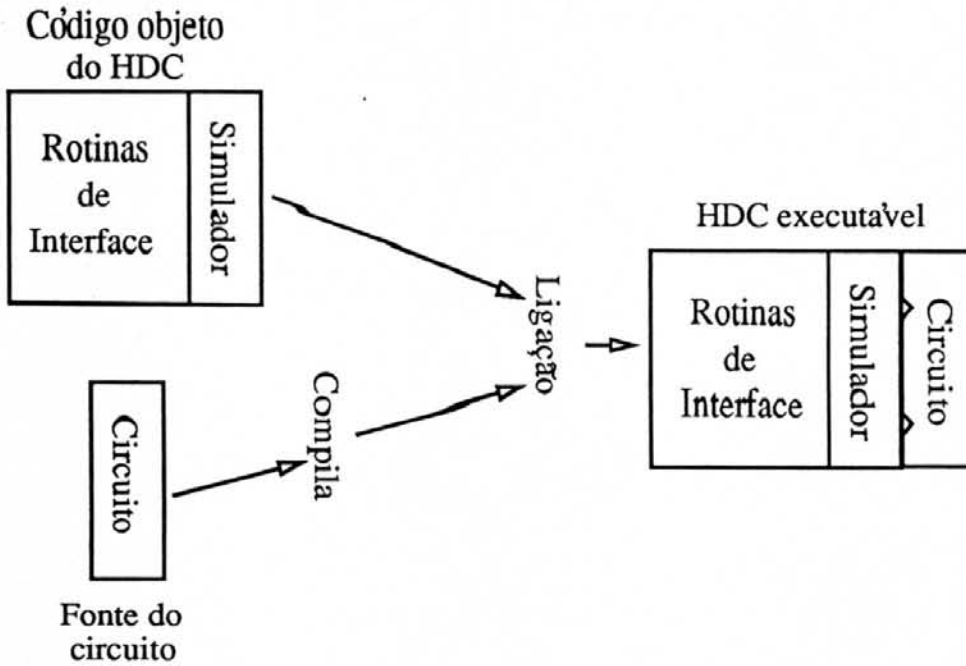 Código objeto
do HDC
Rotinas
de
Interface
Simulador
HDC executável
Ligação
Rotinas
de
Interface
Simulador
Circuito
Compila
Circuito
Fonte do
circuito